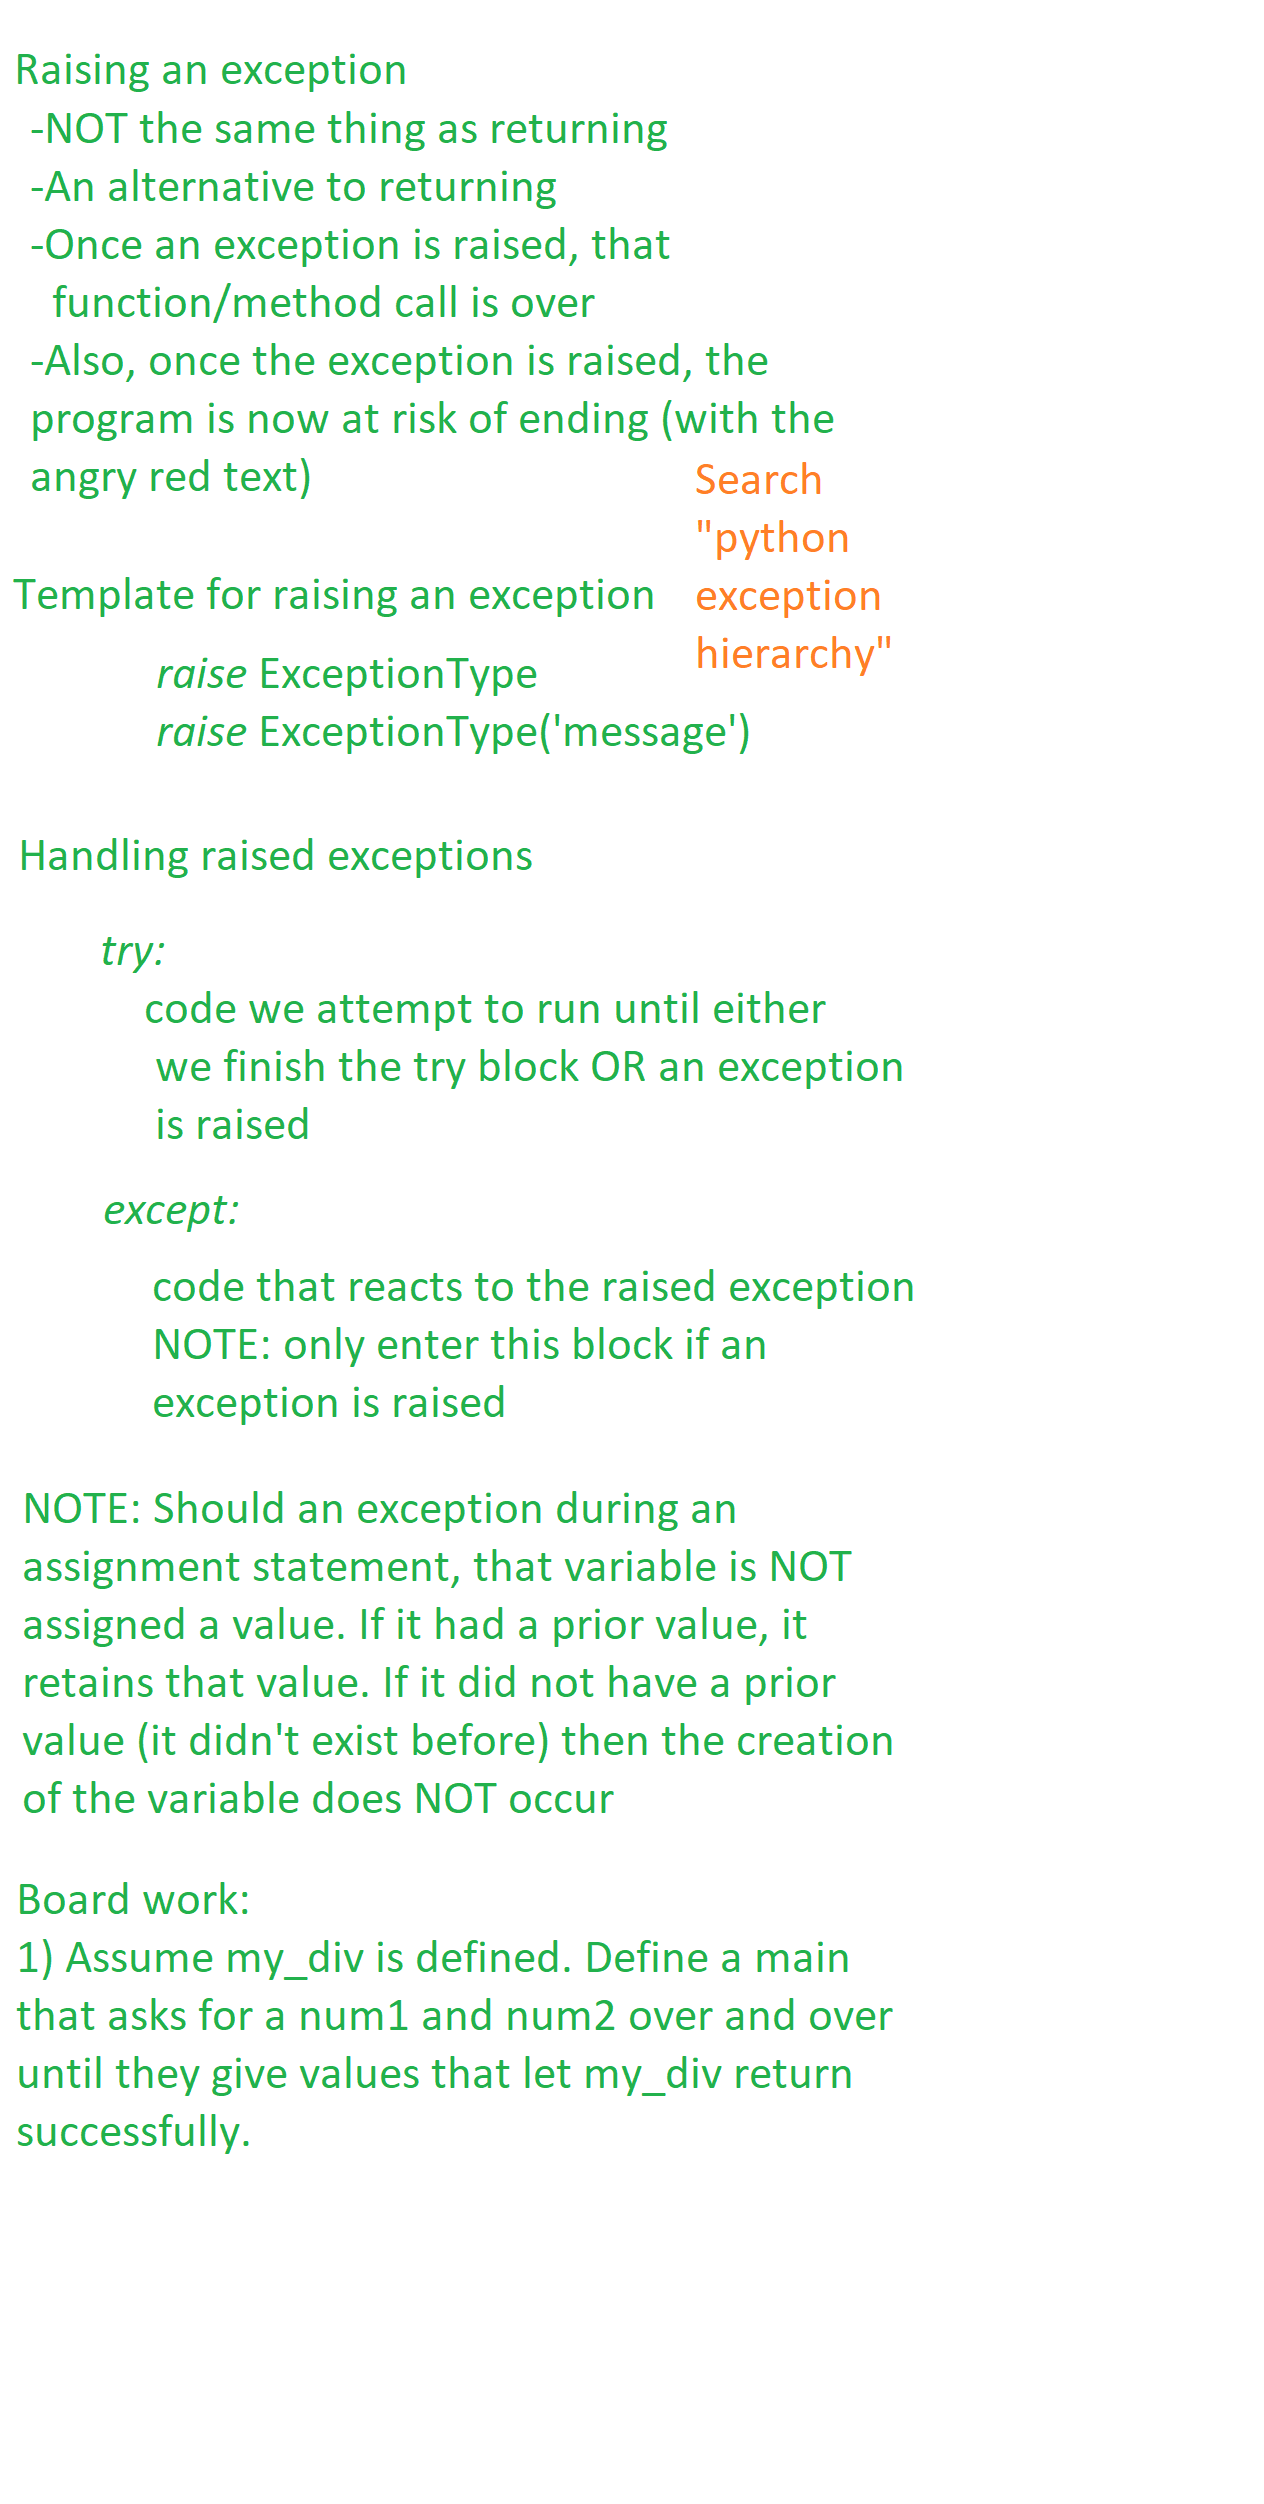 Raising an exception
-NOT the same thing as returning
-An alternative to returning
-Once an exception is raised, that
function/method call is over
-Also, once the exception is raised, the
program is now at risk of ending (with the
angry red text)
Search
"python
exception
hierarchy"
Template for raising an exception
raise ExceptionType
raise ExceptionType('message')
Handling raised exceptions
try:
code we attempt to run until either
we finish the try block OR an exception
is raised
except:
code that reacts to the raised exception
NOTE: only enter this block if an
exception is raised
NOTE: Should an exception during an
assignment statement, that variable is NOT
assigned a value. If it had a prior value, it
retains that value. If it did not have a prior
value (it didn't exist before) then the creation
of the variable does NOT occur
Board work:
1) Assume my_div is defined. Define a main
that asks for a num1 and num2 over and over
until they give values that let my_div return
successfully.